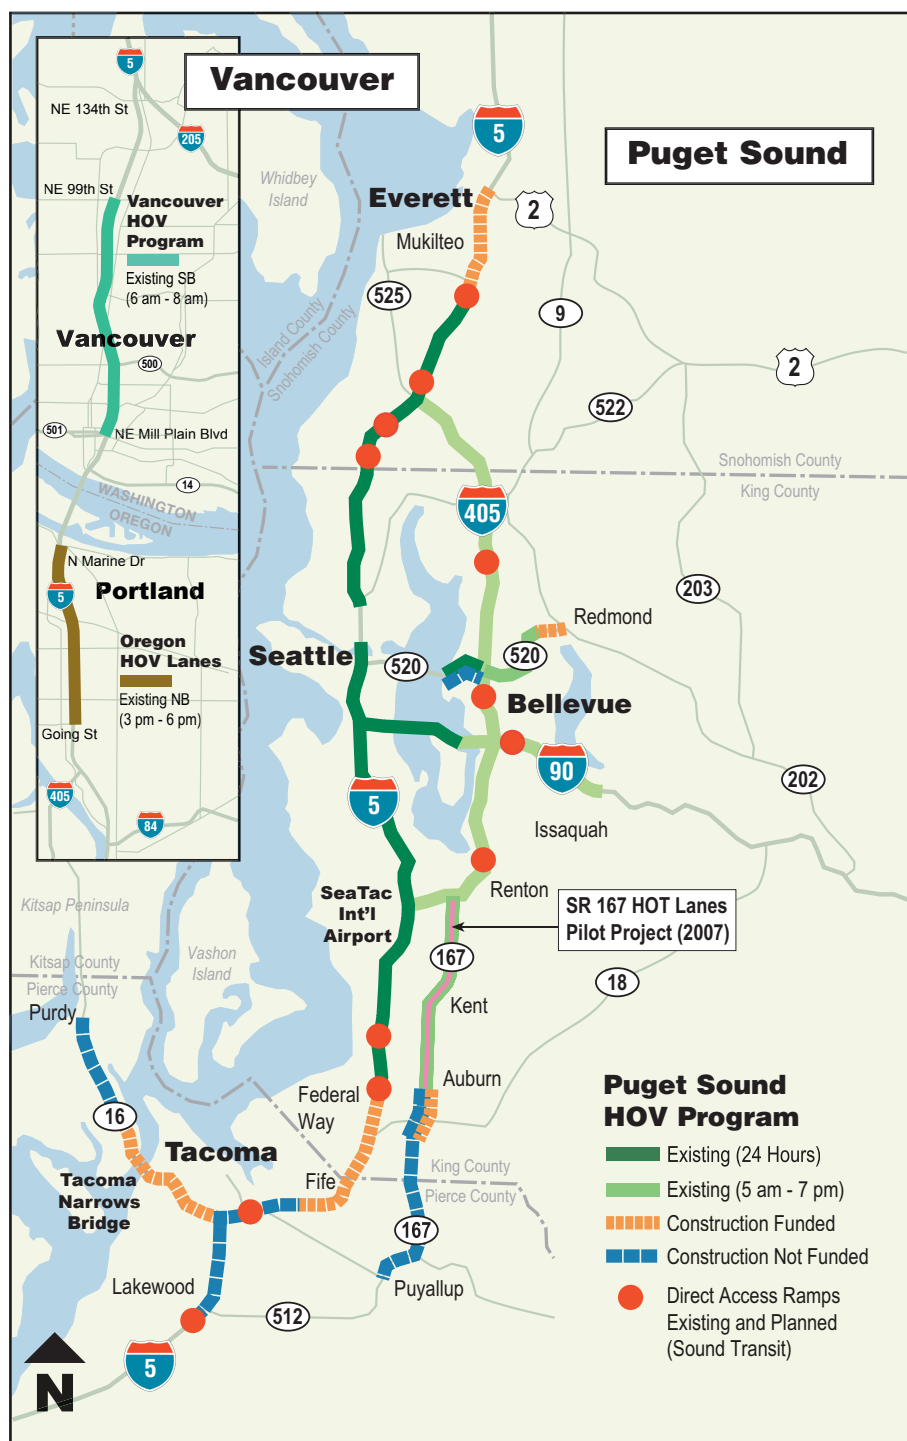 Vancouver
5
NE 134th St
205
NE 99th St
Vancouver
HOV
Program
Existing SB
(6 am - 8 am)
Vancouver
500
501
NE Mill Plain Blvd
14
WASHINGTON
OREGON
N Marine Dr
5
Portland
Oregon
HOV Lanes
Existing NB
(3 pm - 6 pm)
Going St
405
84
Puget Sound
5
Whidbey
Island
Everett
2
Mukilteo
525
9
Island County
Snohomish County
2
522
Snohomish County
King County
405
203
Redmond
Seattle
520
520
Bellevue
90
202
5
Issaquah
Renton
SeaTac
Int'l
Airport
SR 167 HOT Lanes
Pilot Project (2007)
Kitsap Peninsula
Vashon
Island
167
18
Kitsap County
Pierce County
Purdy
Kent
Auburn
Federal
Way
16
Tacoma
Fife
King County
Pierce County
Tacoma
Narrows
Bridge
167
Lakewood
Puyallup
512
5
N
Puget Sound
HOV Program
Existing (24 Hours)
Existing (5 am - 7 pm)
Construction Funded
Construction Not Funded
Direct Access Ramps
Existing and Planned
(Sound Transit)